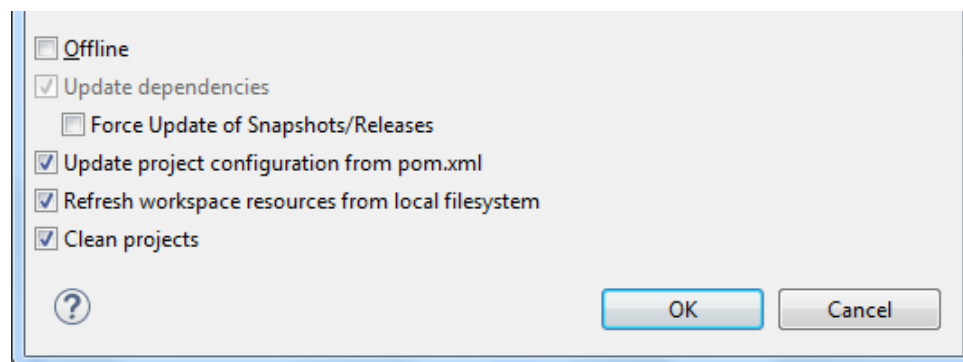 Offline
Update dependencies
Force Update of Snapshots/Releases
Update project configuration from pom.xml
Refresh workspace resources from local filesystem
Clean projects
?
OK Cancel